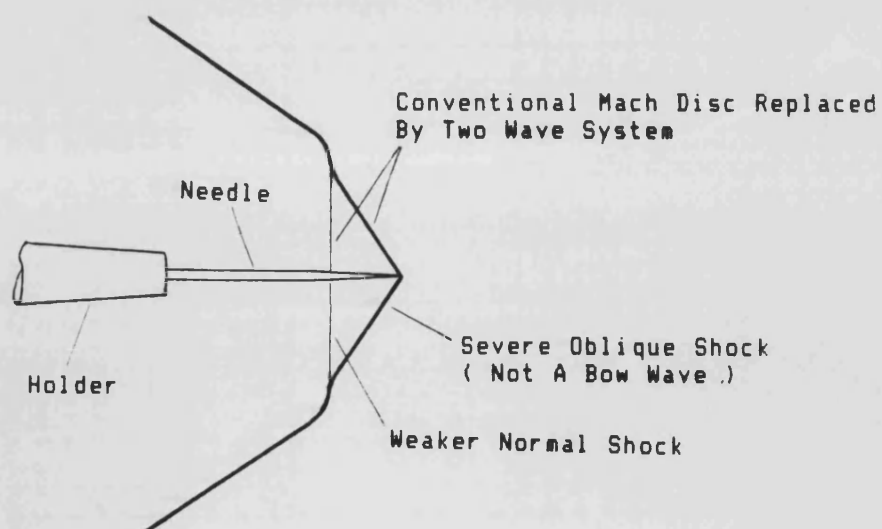 Conventional Mach Disc Replaced
By Two Wave System
Needle
Severe Oblique Shock
( Not A Bow Wave .)
Holder
Weaker Normal Shock